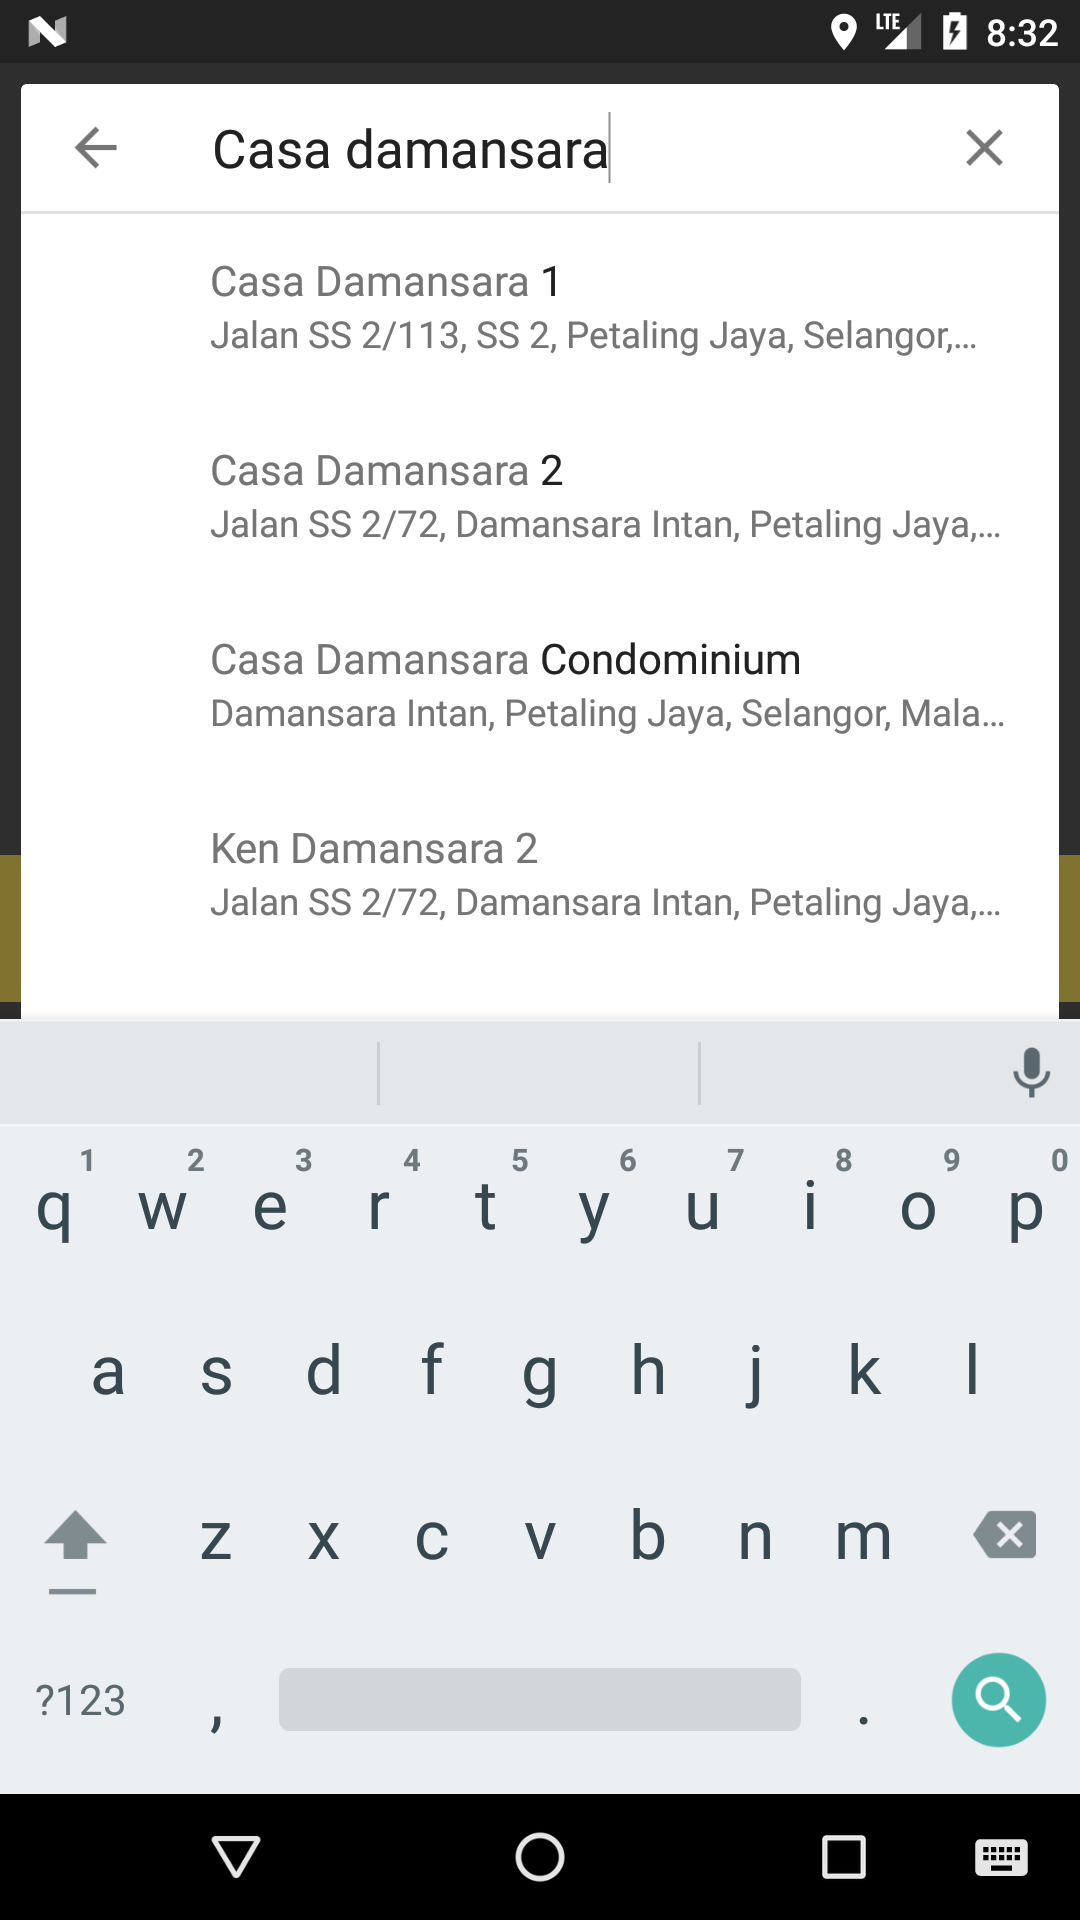 LTE 8:32
Casa damansara
Casa Damansara 1
Jalan SS 2/113, SS 2, Petaling Jaya, Selangor,...
Casa Damansara 2
Jalan SS 2/72, Damansara Intan, Petaling Jaya,...
Casa Damansara Condominium
Damansara Intan, Petaling Jaya, Selangor, Mala...
Ken Damansara 2
Jalan SS 2/72, Damansara Intan, Petaling Jaya,...
1 2 3 4 5 6 7 8 9 0
q w e r t y u i o p
a s d f g h j k l
z x c v b n m
?123 , .